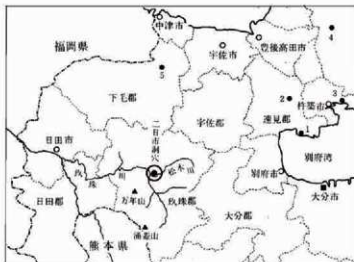 福岡県
中津市
宇佐市
豊後高田市
4
5
下毛郡
宇佐郡
2
速見郡
杵築市
3
日田市
二日市洞穴
玖珠
川
松木川
別府湾
別府市
大分市
日田郡
万年山
玖珠郡
大分郡
涌蓋山
熊本県